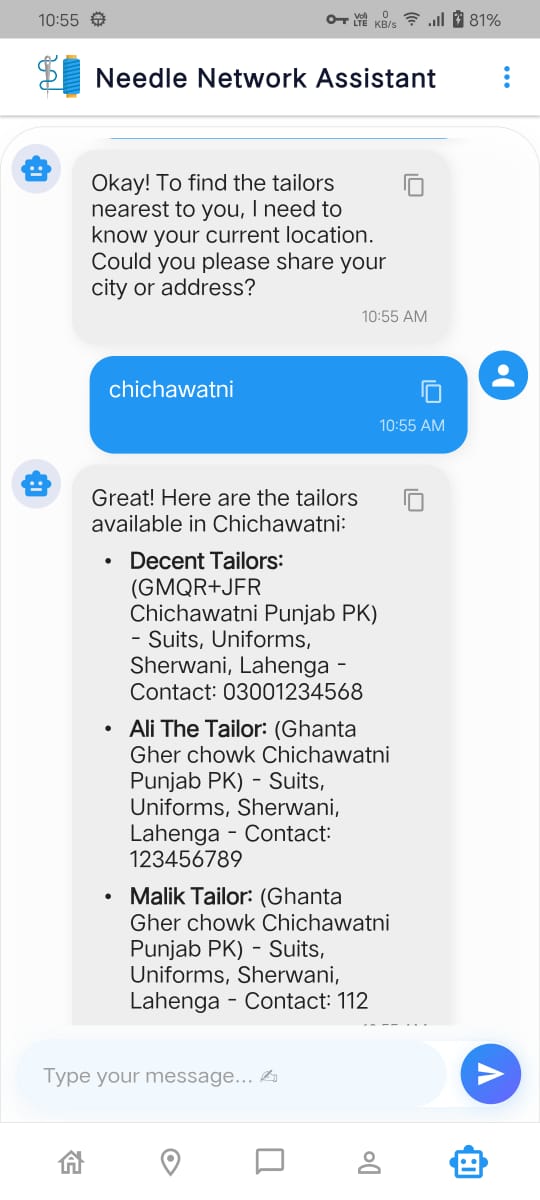 10:55
Vo))
LTE
0
KB/s
81%
Needle Network Assistant
Okay! To find the tailors
nearest to you, I need to
know your current location.
Could you please share your
city or address?
10:55 AM
chichawatni
10:55 AM
Great! Here are the tailors
available in Chichawatni:
• Decent Tailors:
(GMQR+JFR
Chichawatni Punjab PK)
- Suits, Uniforms,
Sherwani, Lahenga -
Contact: 03001234568
• Ali The Tailor: (Ghanta
Gher chowk Chichawatni
Punjab PK) - Suits,
Uniforms, Sherwani,
Lahenga - Contact:
123456789
• Malik Tailor: (Ghanta
Gher chowk Chichawatni
Punjab PK) - Suits,
Uniforms, Sherwani,
Lahenga - Contact: 112
Type your message... ✍